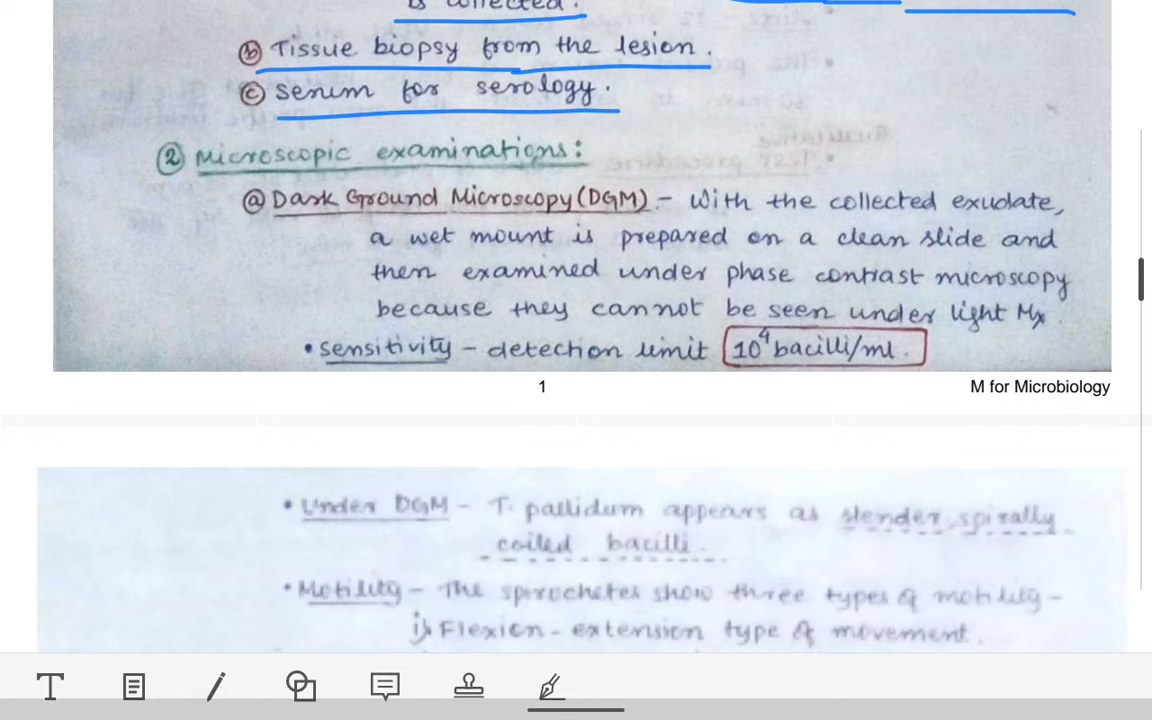 is collected.
ⓑ Tissue biopsy from the lesion.
ⓒ Serum for serology.
② Microscopic examinations:
ⓐ Dark Ground Microscopy (DGM) – With the collected exudate,
a wet mount is prepared on a clean slide and
then examined under phase contrast microscopy
because they cannot be seen under light Mx
• Sensitivity – detection limit 10⁴ bacilli/ml.
1 M for Microbiology
• Under DGM – T. pallidum appears as slender, spirally
coiled bacilli.
• Motility – The spirochetes show three types of motility –
i) Flexion – extension type of movement.
T